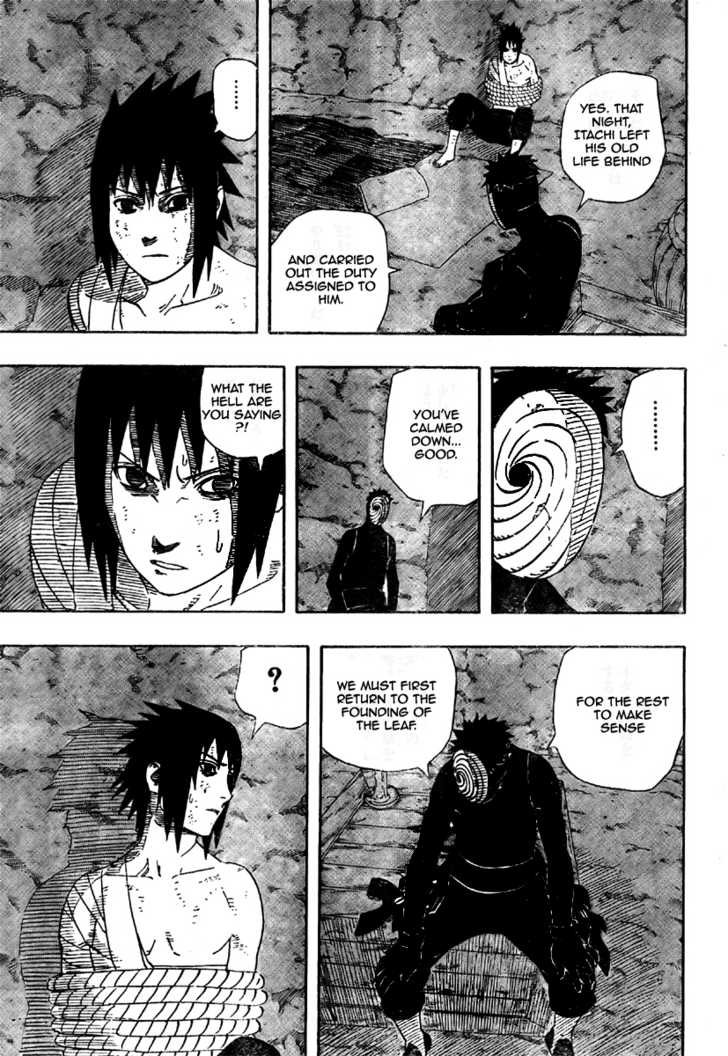 YES. THAT
NIGHT,
ITACHI LEFT
HIS OLD
LIFE BEHIND
AND CARRIED
OUT THE DUTY
ASSIGNED TO
HIM.
......
......
YOU'VE
CALMED
DOWN...
GOOD.
WHAT THE
HELL ARE
YOU SAYING
?!
FOR THE REST
TO MAKE
SENSE
WE MUST FIRST
RETURN TO THE
FOUNDING OF
THE LEAF.
?